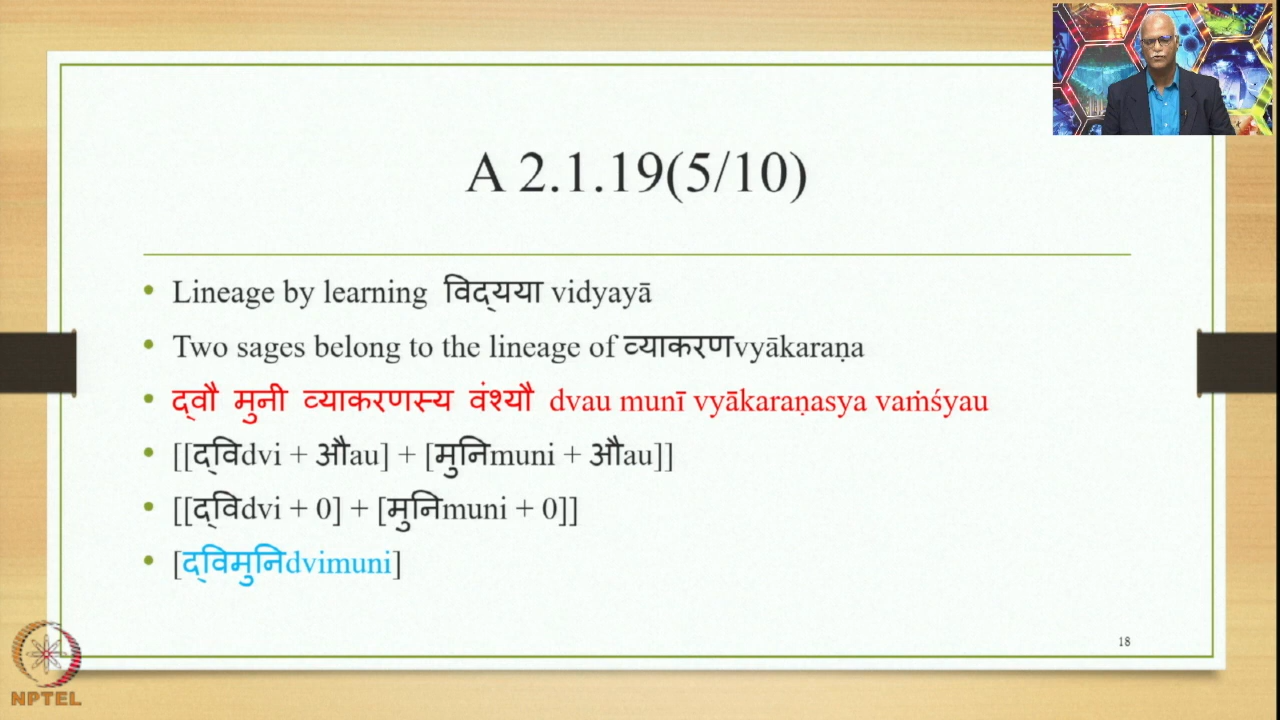 A 2.1.19(5/10)
Lineage by learning विद्यया vidyayā
Two sages belong to the lineage of व्याकरणvyākaraṇa
द्वौ मुनी व्याकरणस्य वंश्यौ dvau munī vyākaraṇasya vaṁśyau
[[द्विdvi + औau] + [मुनिmuni + औau]]
[[द्विdvi + 0] + [मुनिmuni + 0]]
[द्विमुनिdvimuni]
18
NPTEL